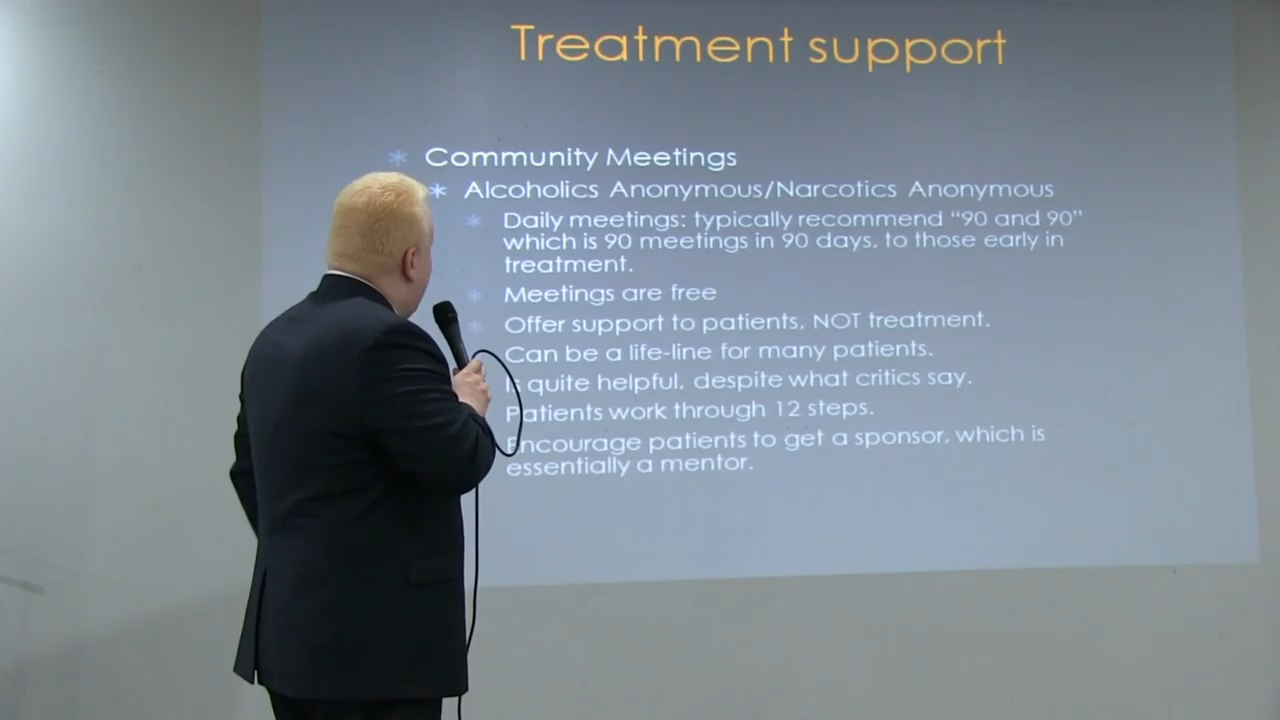 Treatment support
* Community Meetings
* Alcoholics Anonymous/Narcotics Anonymous
* Daily meetings: typically recommend "90 and 90"
which is 90 meetings in 90 days, to those early in
treatment.
* Meetings are free
* Offer support to patients, NOT treatment.
Can be a life-line for many patients.
Is quite helpful, despite what critics say.
Patients work through 12 steps.
Encourage patients to get a sponsor, which is
essentially a mentor.